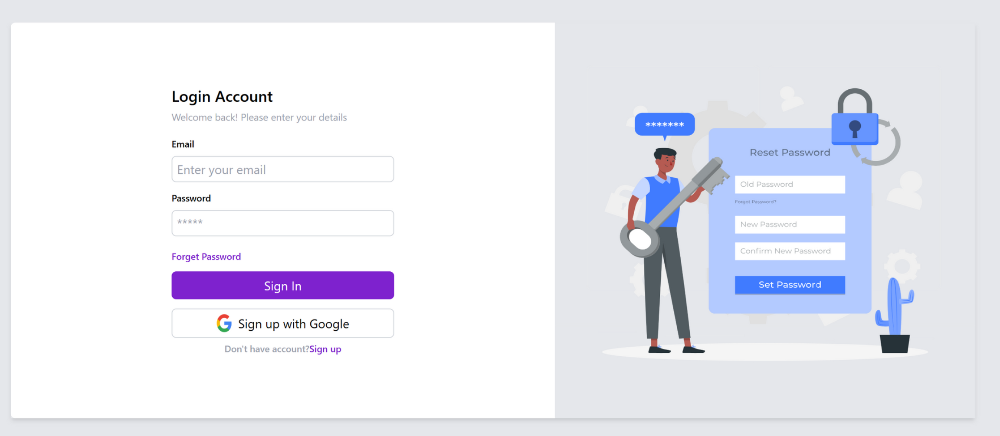 Login Account
Welcome back! Please enter your details
Email
Enter your email
Password
*****
Forget Password
Sign In
Sign up with Google
Don't have account?Sign up
*******
Reset Password
Old Password
Forgot Password?
New Password
Confirm New Password
Set Password